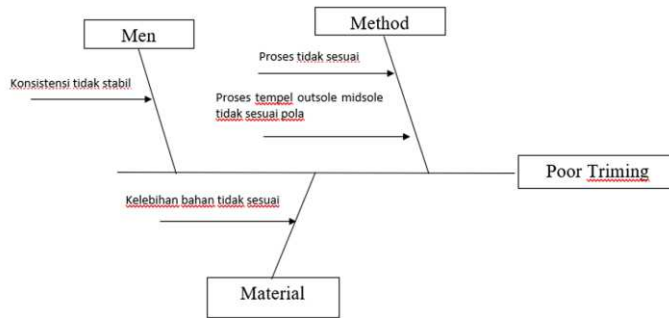 Men
Method
Konsistensi tidak stabil
Proses tidak sesuai
Proses tempel outsole midsole
tidak sesuai pola
Poor Triming
Kelebihan bahan tidak sesuai
Material